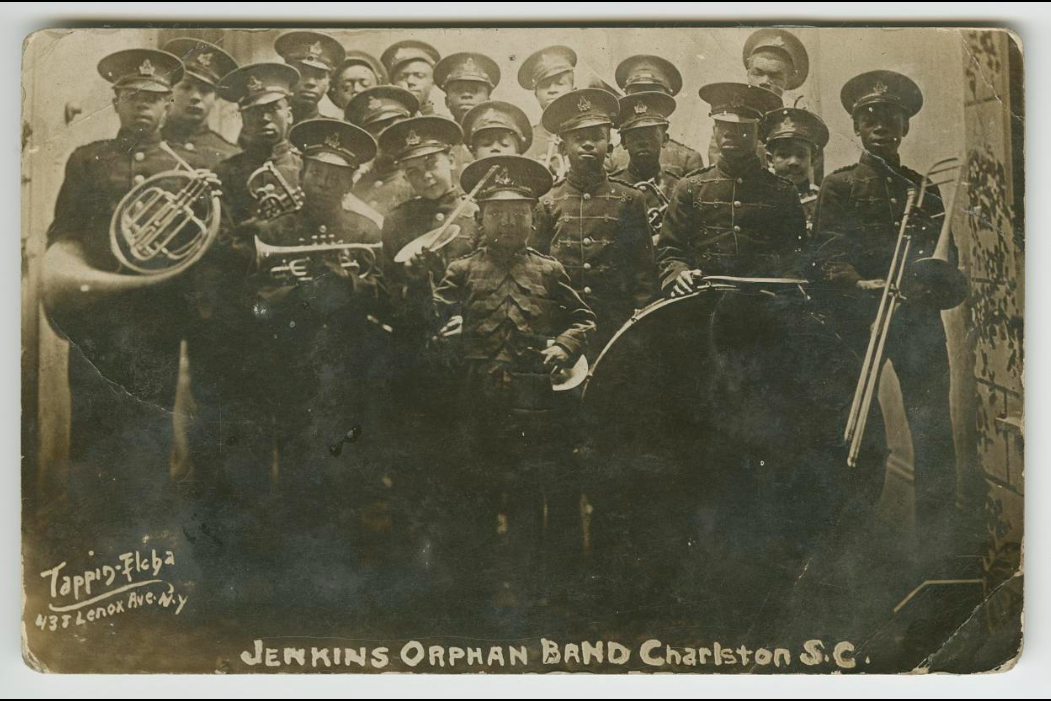 Tappin-Elcha
438 Lenox Ave. N.Y
JENKINS ORPHAN BAND Charlston S.C.